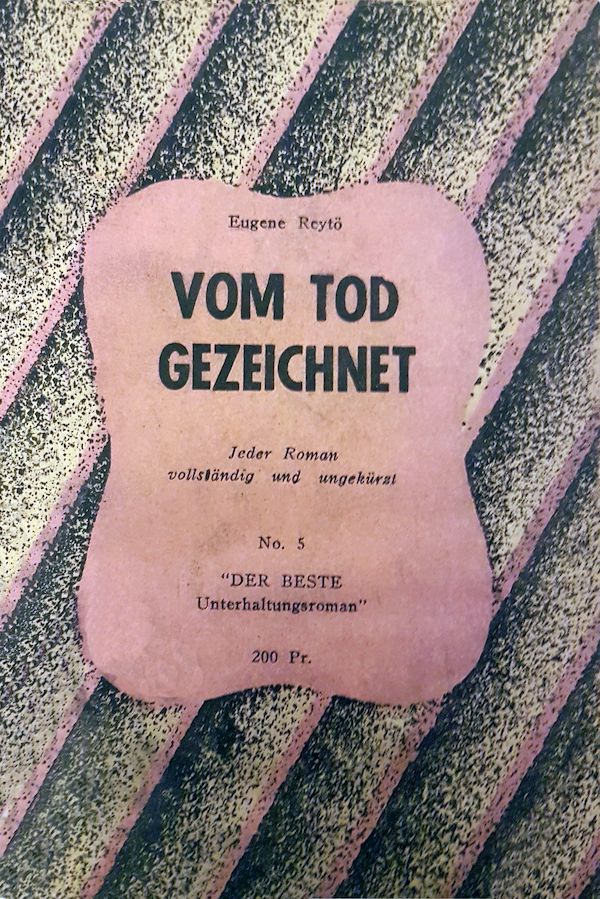 Eugene Reytö
VOM TOD
GEZEICHNET
Jeder Roman
vollständig und ungekürzt
No. 5
"DER BESTE
Unterhaltungsroman"
200 Pr.